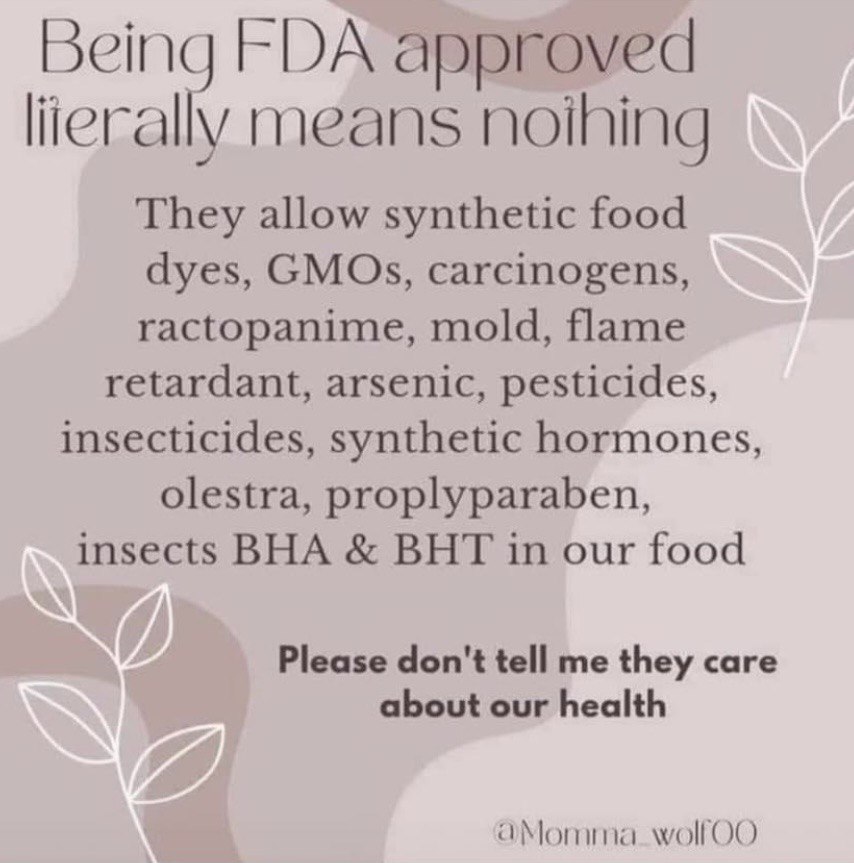 Being FDA approved
literally means nothing
They allow synthetic food
dyes, GMOs, carcinogens,
ractopanime, mold, flame
retardant, arsenic, pesticides,
insecticides, synthetic hormones,
olestra, proplyparaben,
insects BHA & BHT in our food
Please don't tell me they care
about our health
@Momma_wolf00